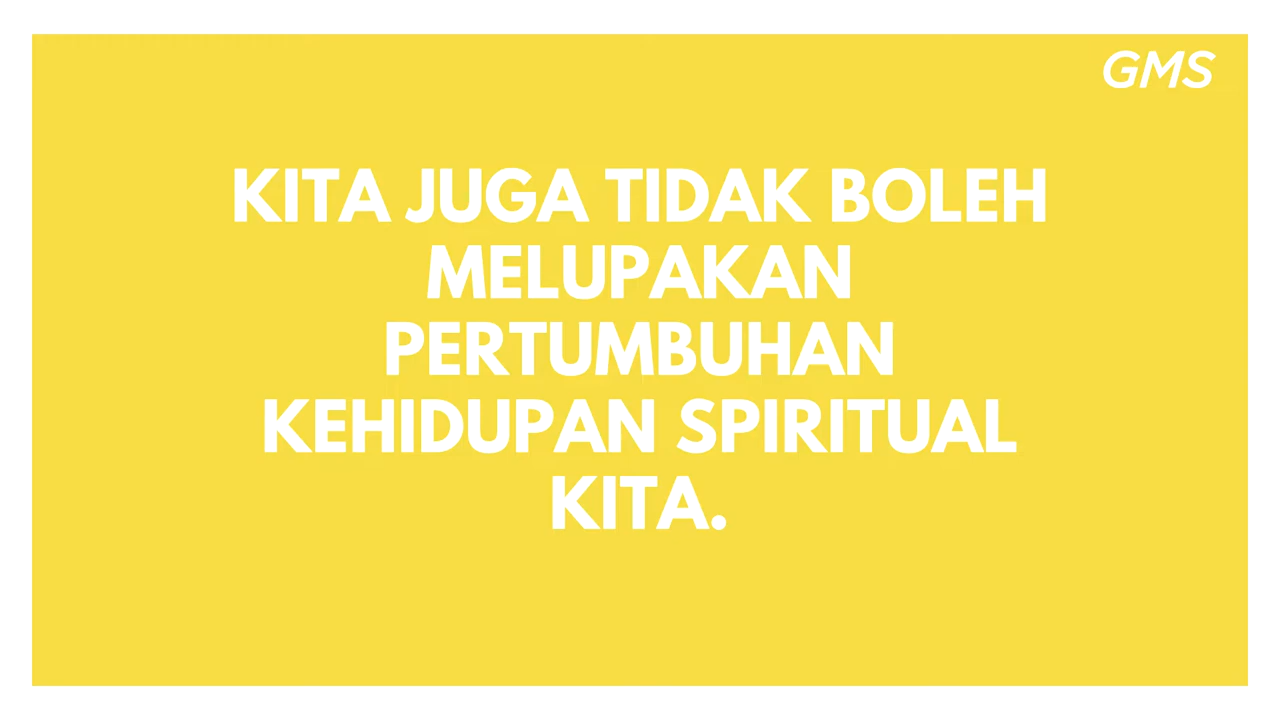 GMS
KITA JUGA TIDAK BOLEH
MELUPAKAN
PERTUMBUHAN
KEHIDUPAN SPIRITUAL
KITA.